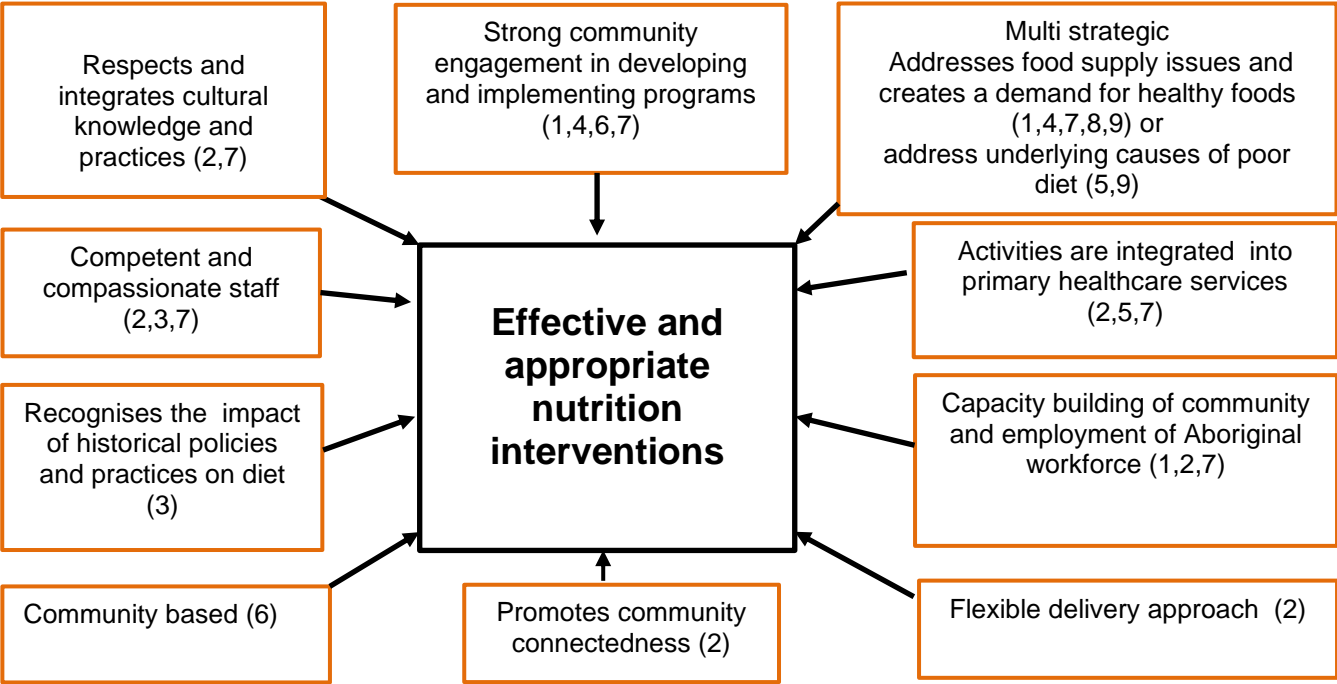 Respects and
integrates cultural
knowledge and
practices (2,7)
Strong community
engagement in developing
and implementing programs
(1,4,6,7)
Multi strategic
Addresses food supply issues and
creates a demand for healthy foods
(1,4,7,8,9) or
address underlying causes of poor
diet (5,9)
Competent and
compassionate staff
(2,3,7)
Effective and
appropriate
nutrition
interventions
Activities are integrated  into
primary healthcare services
(2,5,7)
Recognises the  impact
of historical policies
and practices on diet
(3)
Capacity building of community
and employment of Aboriginal
workforce (1,2,7)
Community based (6)
Promotes community
connectedness (2)
Flexible delivery approach  (2)